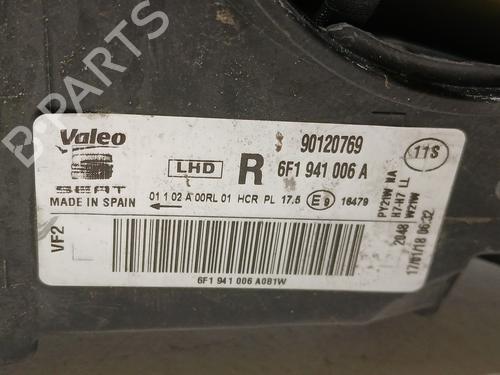 B-PARTS
Valeo
SEAT
MADE IN SPAIN
LHD
R
90120769
6F1 941 006 A
11S
01 1 02 A 00RL 01 HCR PL 17.5 E9 16479
VF2
6F1 941 006 A081W
PY21W NA
H7-H7 LL
W21W
2048
17/01/18 06:32